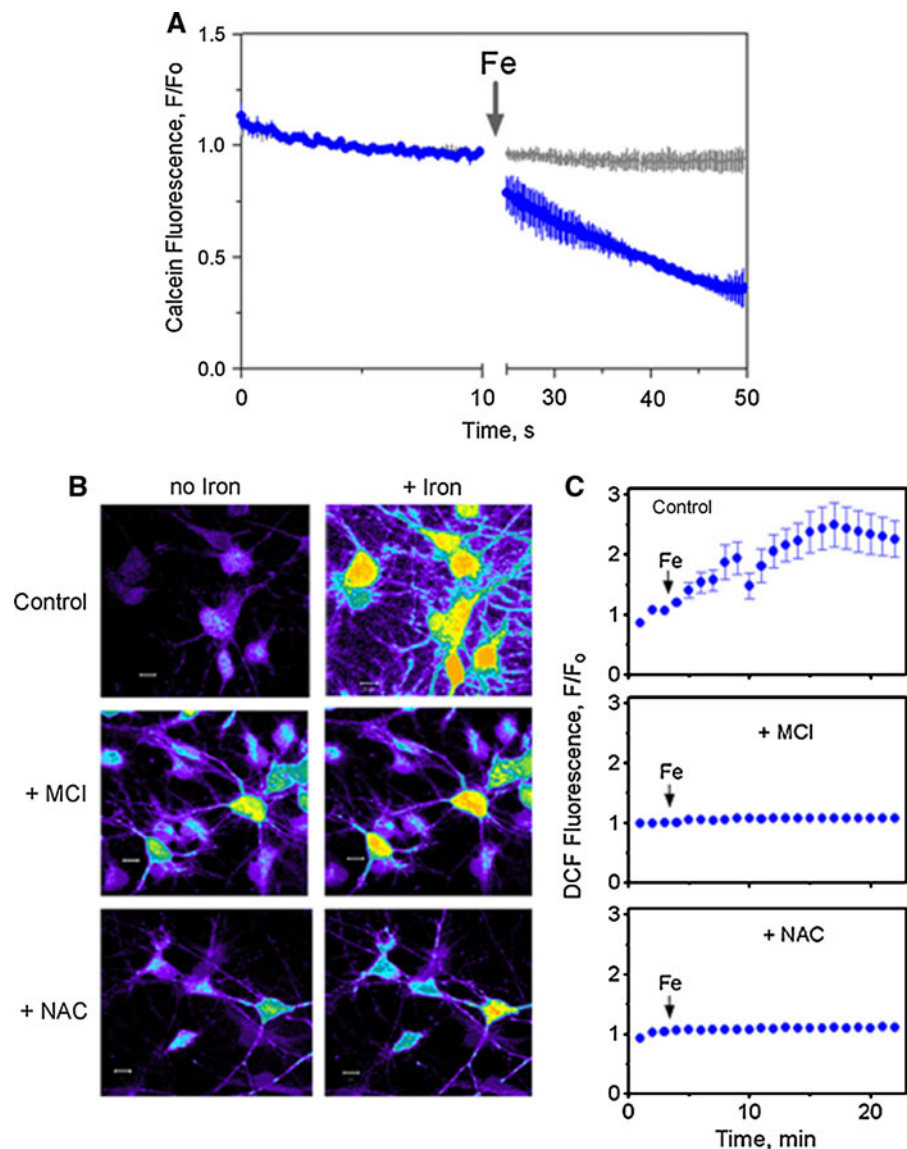 A
Calcein Fluorescence, F/Fo
1.5
1.0
0.5
0.0
Fe
0
10
30
40
50
Time, s
B
no Iron
+ Iron
Control
+ MCI
+ NAC
C
DCF Fluorescence, F/Fo
3
2
1
0
Control
Fe
3
2
1
0
+ MCI
Fe
3
2
1
0
+ NAC
Fe
0
10
20
Time, min